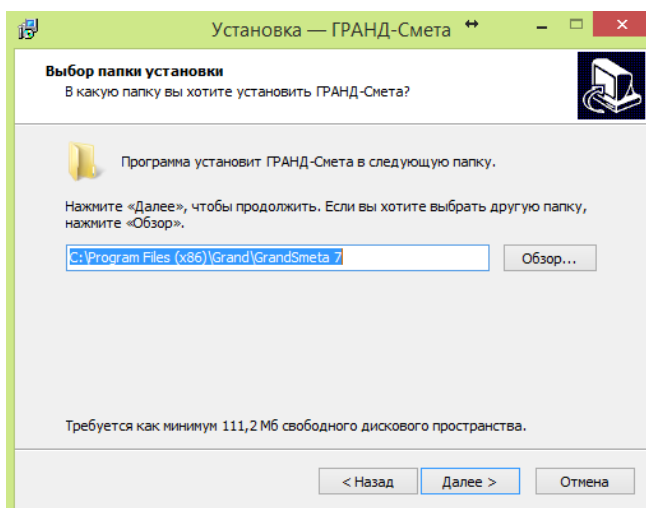 Установка — ГРАНД-Смета
Выбор папки установки
В какую папку вы хотите установить ГРАНД-Смета?
Программа установит ГРАНД-Смета в следующую папку.
Нажмите «Далее», чтобы продолжить. Если вы хотите выбрать другую папку,
нажмите «Обзор».
C:\Program Files (x86)\Grand\GrandSmeta 7
Обзор...
Требуется как минимум 111,2 Мб свободного дискового пространства.
< Назад
Далее >
Отмена